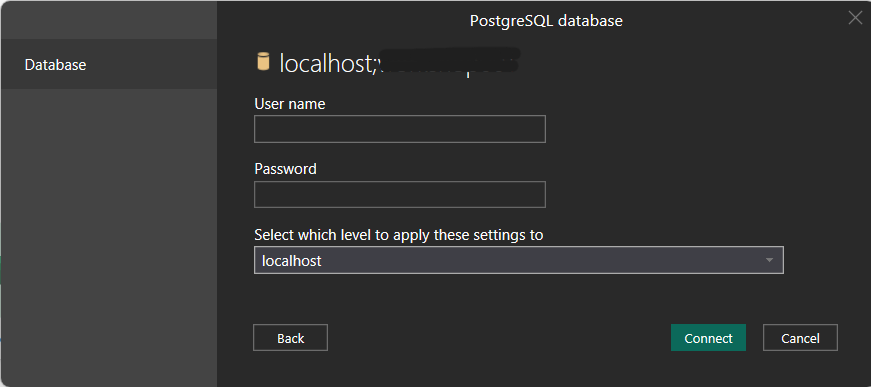 PostgreSQL database
Database
localhost;
User name
Password
Select which level to apply these settings to
localhost
Back
Connect
Cancel